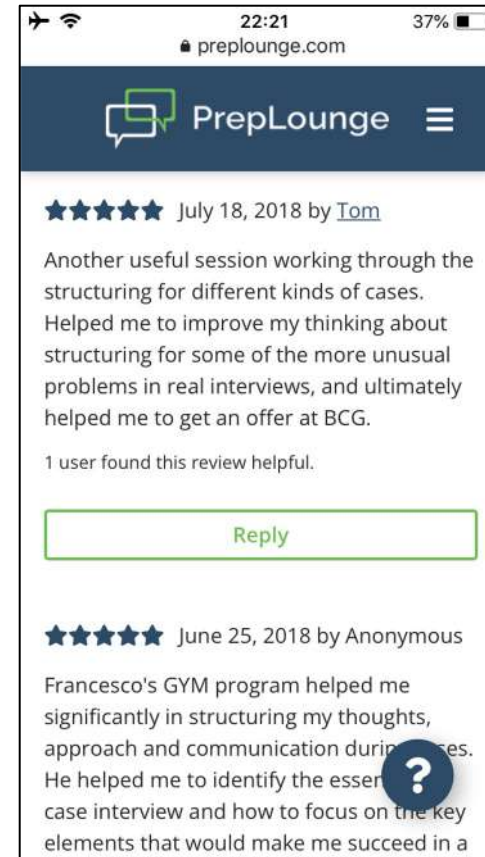 22:21
37%
preplounge.com
PrepLounge
July 18, 2018 by Tom
Another useful session working through the
structuring for different kinds of cases.
Helped me to improve my thinking about
structuring for some of the more unusual
problems in real interviews, and ultimately
helped me to get an offer at BCG.
1 user found this review helpful.
Reply
June 25, 2018 by Anonymous
Francesco's GYM program helped me
significantly in structuring my thoughts,
approach and communication
He helped me to identify the
?
case interview and how to focus on the key
elements that would make me succeed in a